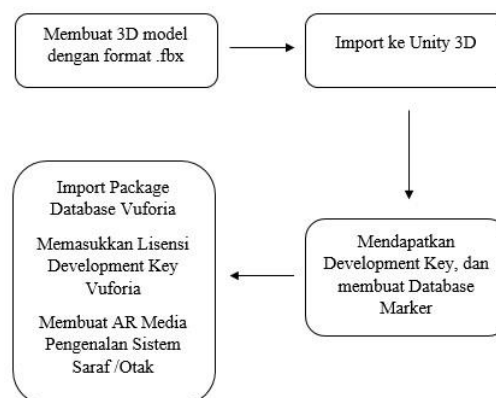 Membuat 3D model
dengan format .fbx
Import ke Unity 3D
Mendapatkan
Development Key, dan
membuat Database
Marker
Import Package
Database Vuforia
Memasukkan Lisensi
Development Key
Vuforia
Membuat AR Media
Pengenalan Sistem
Saraf /Otak